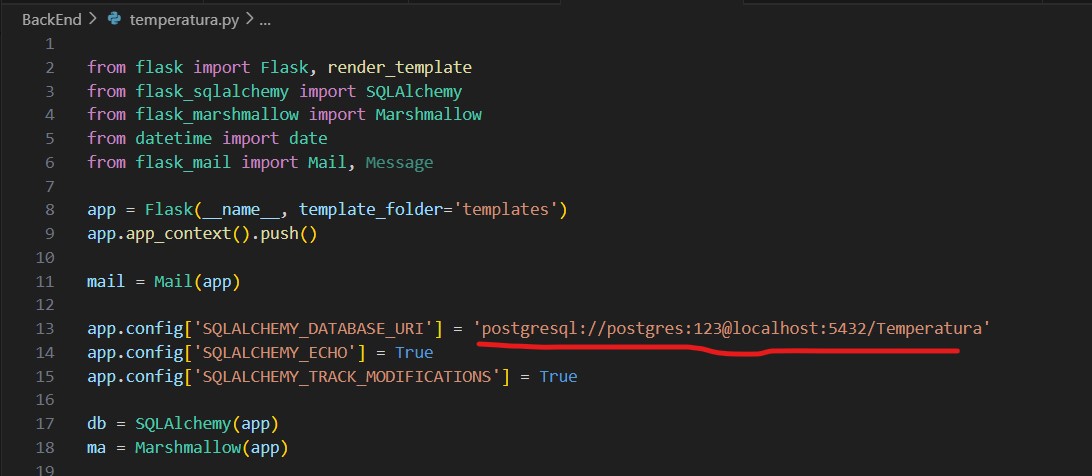 BackEnd > temperatura.py > ...
1
2 from flask import Flask, render_template
3 from flask_sqlalchemy import SQLAlchemy
4 from flask_marshmallow import Marshmallow
5 from datetime import date
6 from flask_mail import Mail, Message
7
8 app = Flask(__name__, template_folder='templates')
9 app.app_context().push()
10
11 mail = Mail(app)
12
13 app.config['SQLALCHEMY_DATABASE_URI'] = 'postgresql://postgres:123@localhost:5432/Temperatura'
14 app.config['SQLALCHEMY_ECHO'] = True
15 app.config['SQLALCHEMY_TRACK_MODIFICATIONS'] = True
16
17 db = SQLAlchemy(app)
18 ma = Marshmallow(app)
19